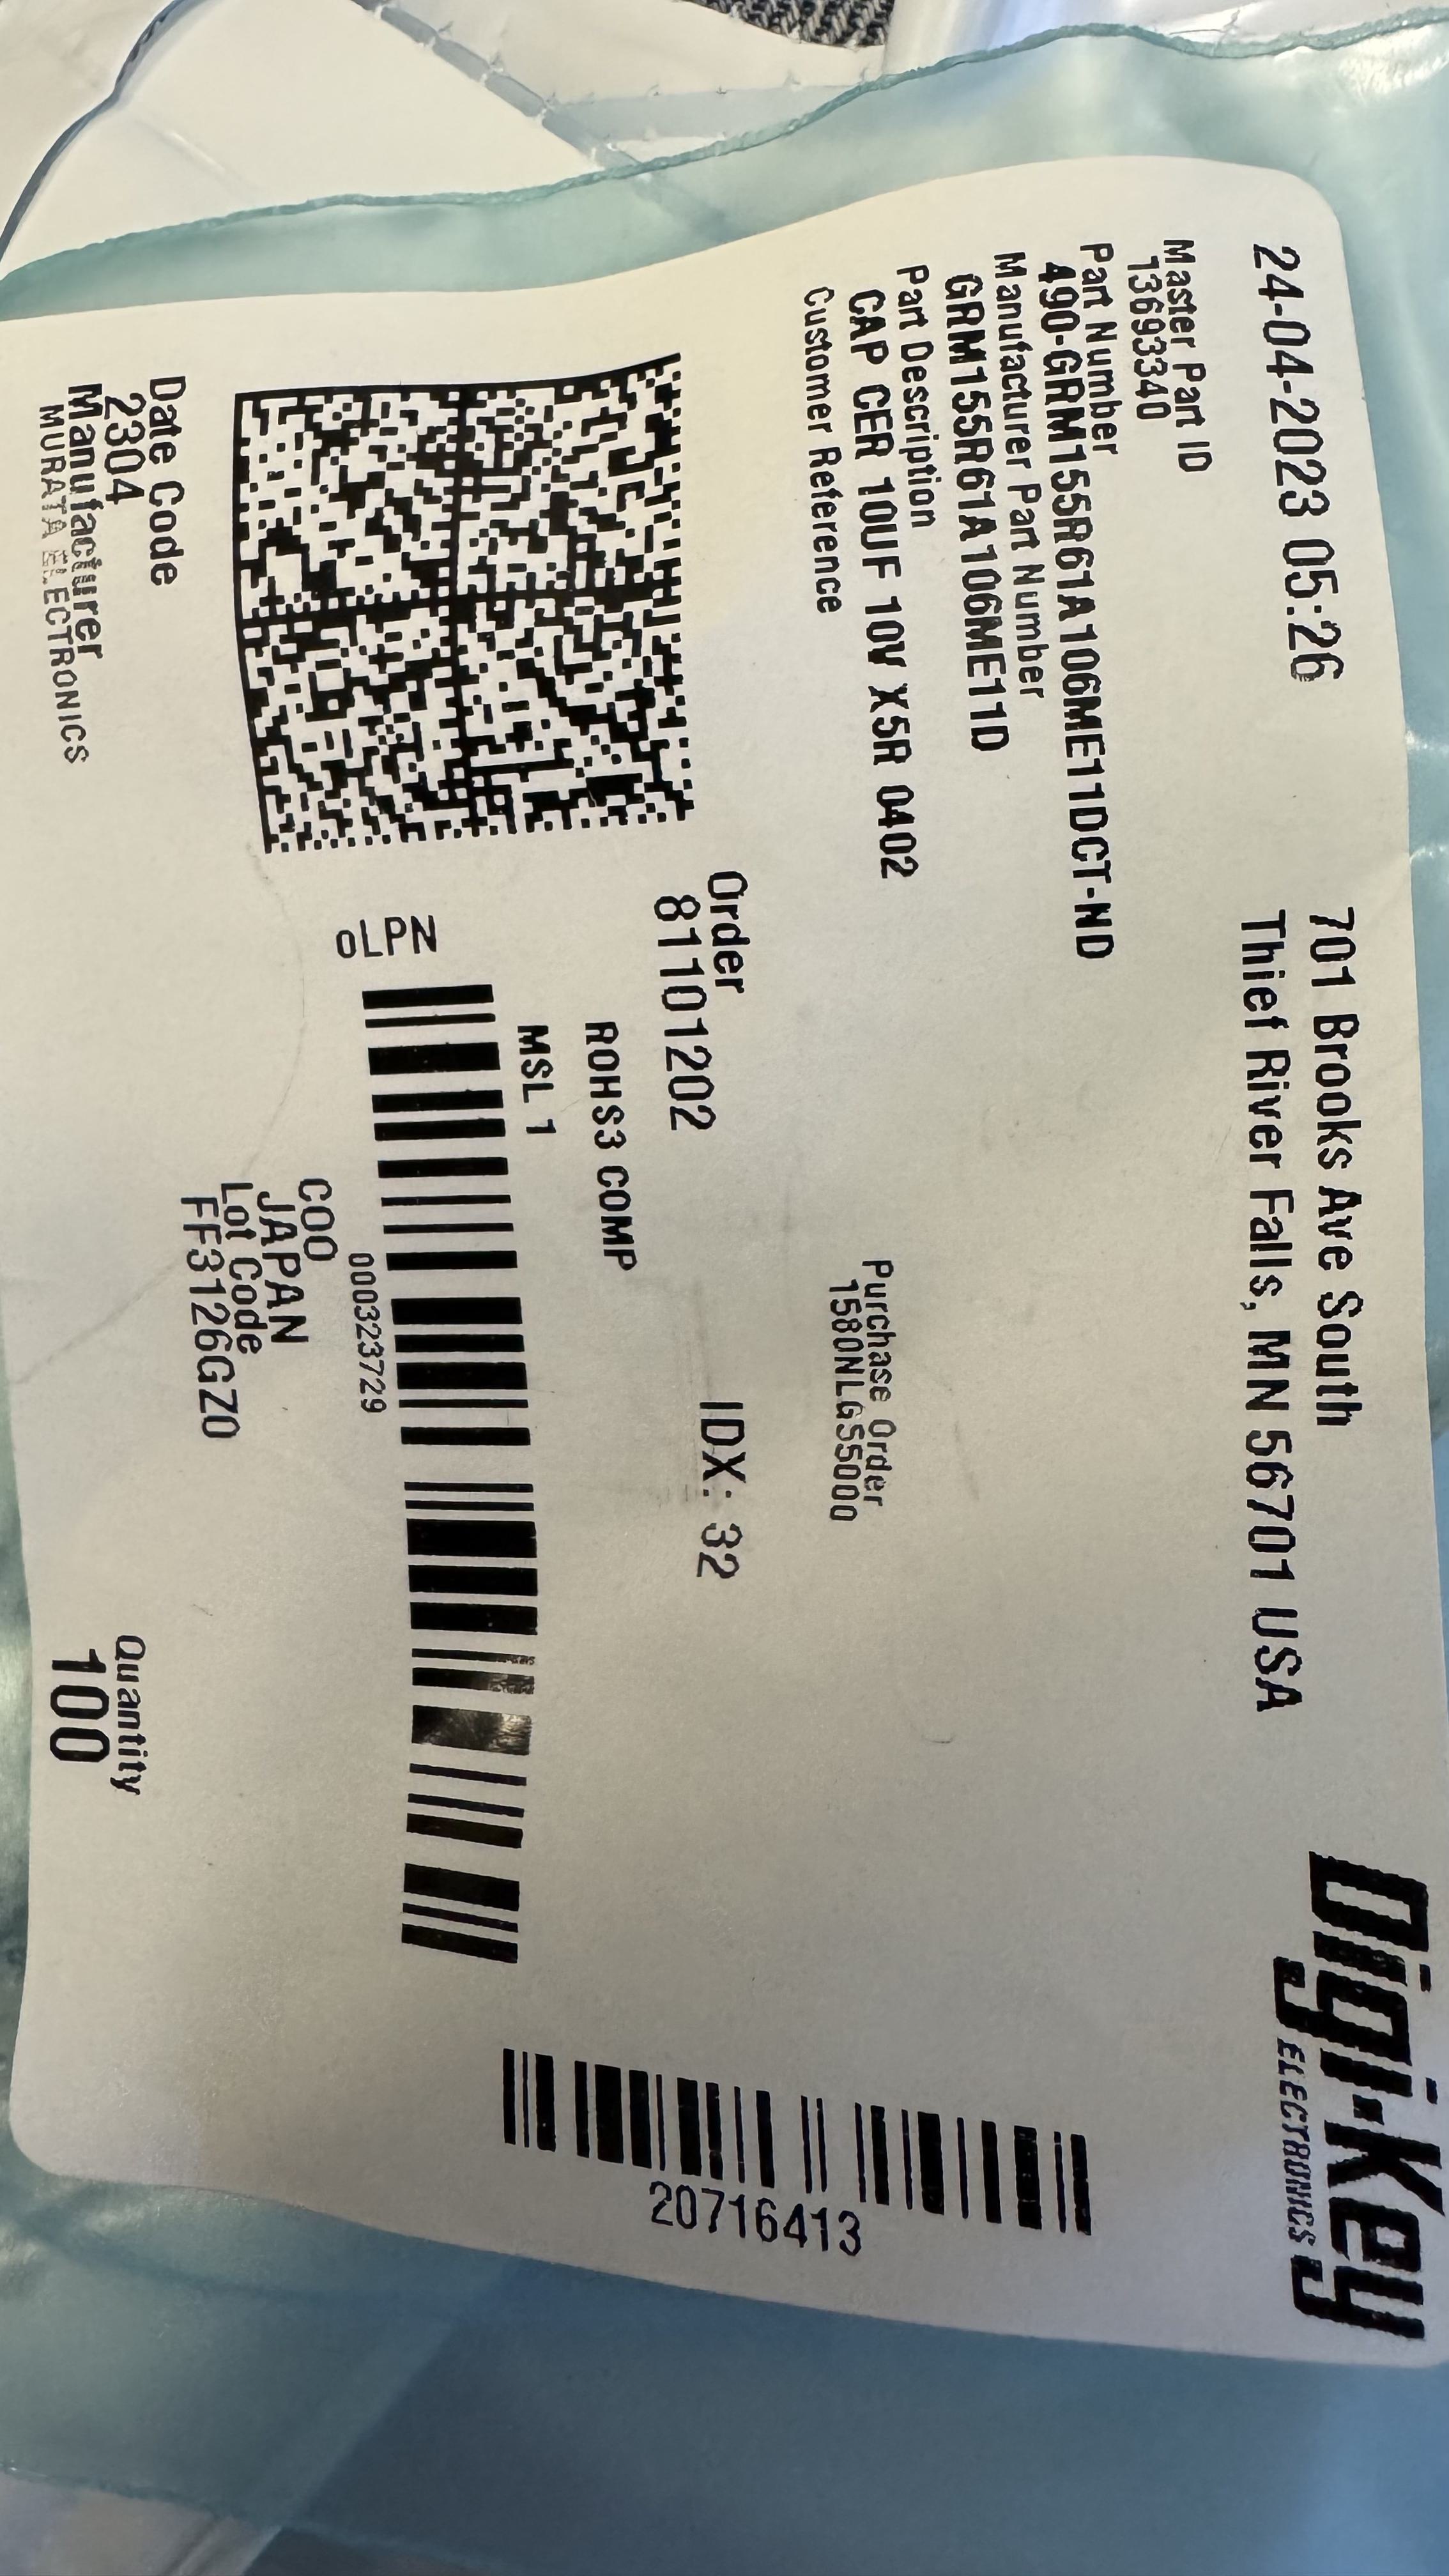 24-04-2023 05:26
701 Brooks Ave South
Thief River Falls, MN 56701 USA
Digi-Key
ELECTRONICS
Master Part ID
13693340
Part Number
490-GRM155R61A106ME11DCT-ND
Manufacturer Part Number
GRM155R61A106ME11D
Part Description
CAP CER 10UF 10V X5R 0402
Customer Reference
Purchase Order
1580NLGS5000
Order
81101202
IDX: 32
ROHS3 COMP
MSL 1
oLPN
000323729
20716413
COO
JAPAN
Lot Code
FF3126GZ0
Date Code
2304
Manufacturer
MURATA ELECTRONICS
Quantity
100